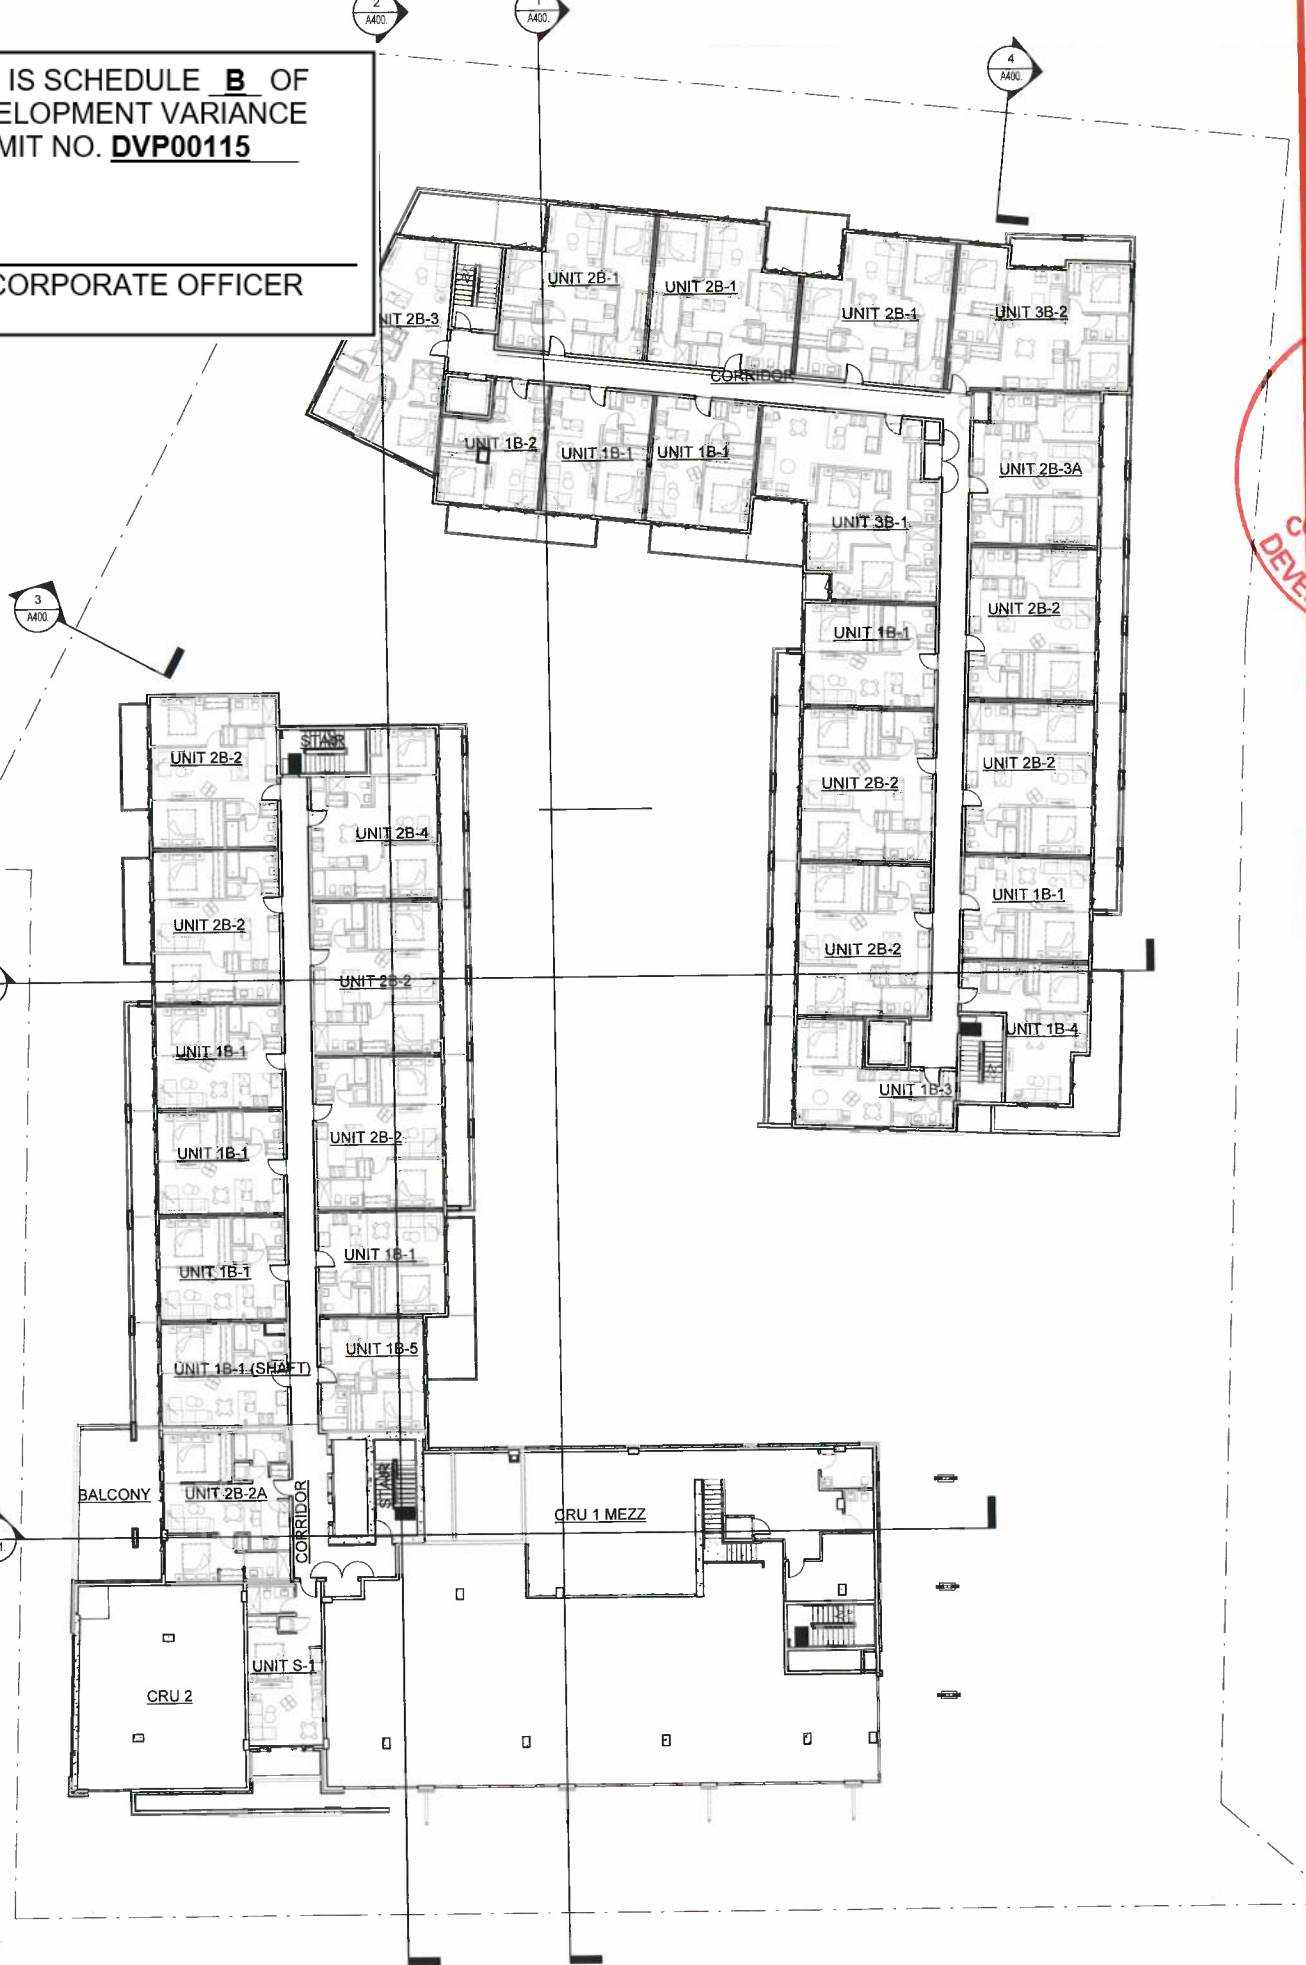 2
A400.
1
A400.
4
A400.
IS SCHEDULE B OF
ELOPMENT VARIANCE
MIT NO. DVP00115
CORPORATE OFFICER
NIT 2B-3
UNIT 2B-1
UNIT 2B-1
UNIT 2B-1
UNIT 3B-2
CORRIDOR
UNIT 1B-2
UNIT 1B-1
UNIT 1B-1
UNIT 2B-3A
UNIT 3B-1
DEVE
3
A400.
UNIT 2B-2
UNIT 1B-1
STAIR
UNIT 2B-2
UNIT 2B-2
UNIT 2B-2
UNIT 2B-4
UNIT 1B-1
UNIT 2B-2
UNIT 2B-2
UNIT 2B-2
UNIT 1B-4
UNIT 1B-1
UNIT 1B-3
UNIT 2B-2
UNIT 1B-1
UNIT 1B-1
UNIT 1B-1
UNIT 1B-5
UNIT 1B-1 (SHAFT)
STAIR
BALCONY
UNIT 2B-2A
CORRIDOR
CRU 1 MEZZ
UNIT S-1
CRU 2